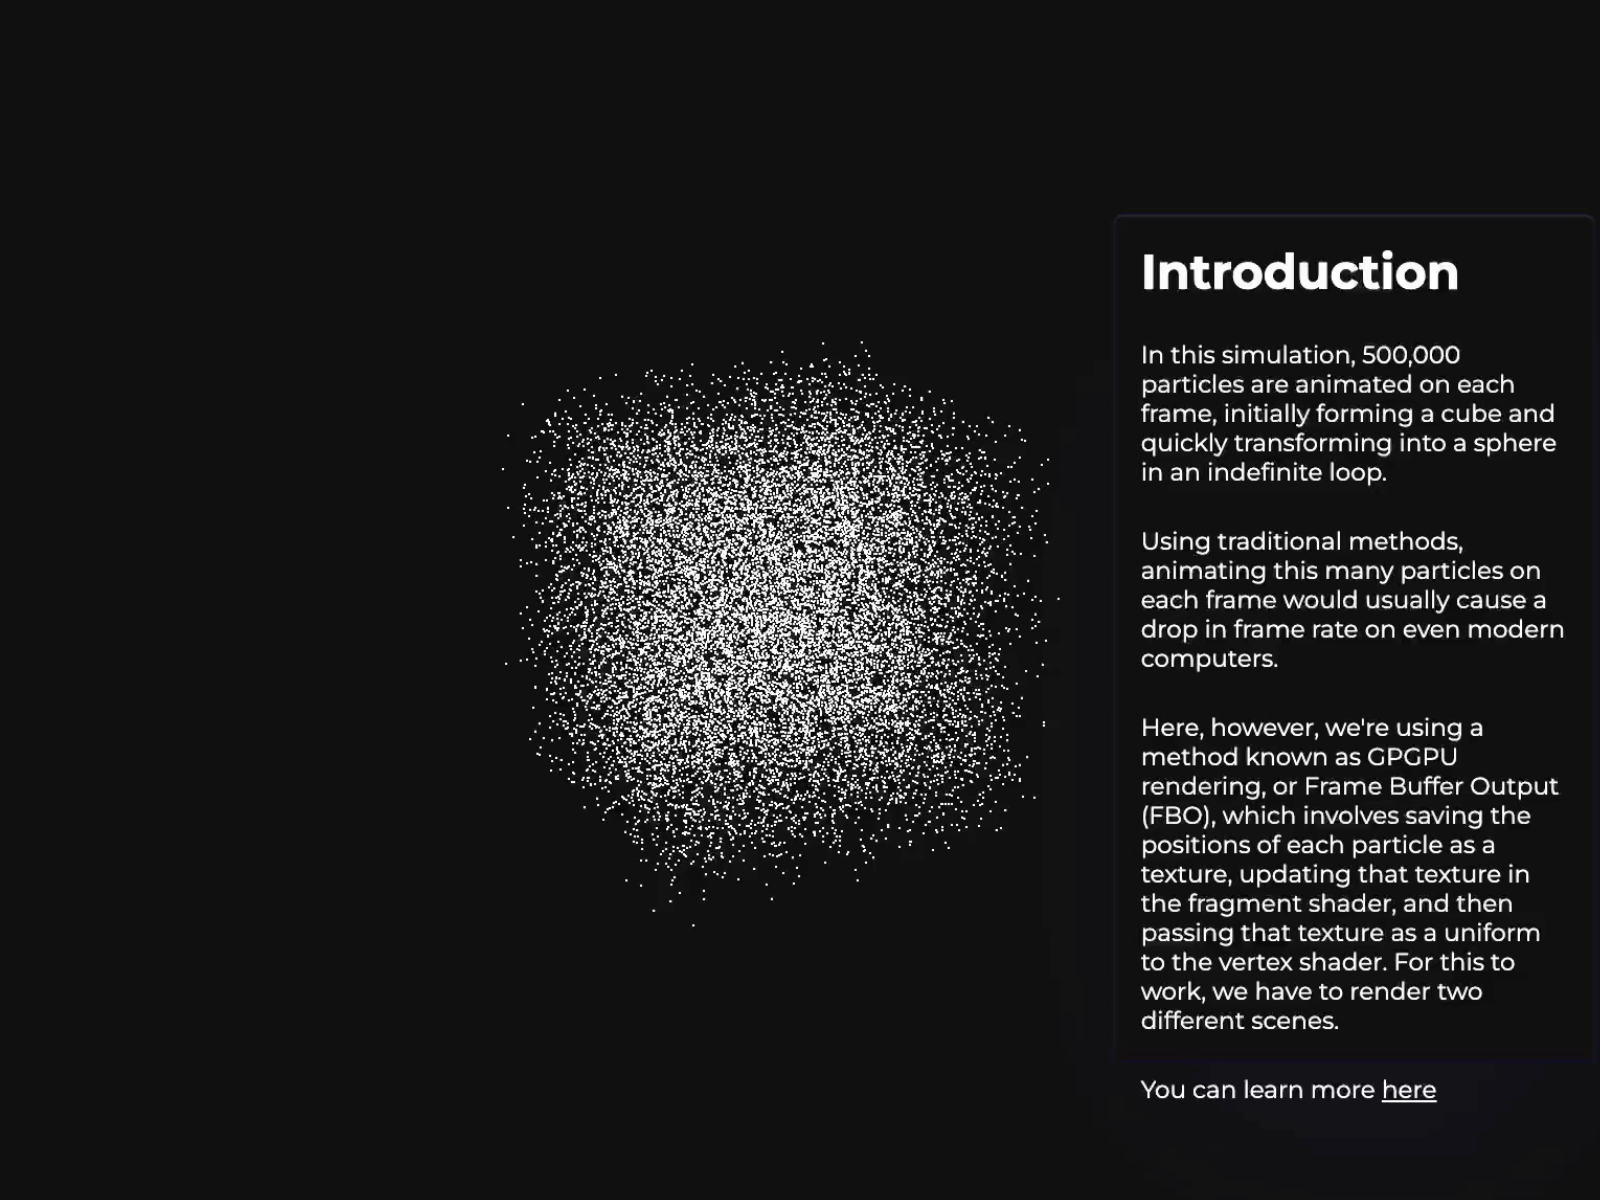 Introduction
In this simulation, 500,000
particles are animated on each
frame, initially forming a cube and
quickly transforming into a sphere
in an indefinite loop.
Using traditional methods,
animating this many particles on
each frame would usually cause a
drop in frame rate on even modern
computers.
Here, however, we're using a
method known as GPGPU
rendering, or Frame Buffer Output
(FBO), which involves saving the
positions of each particle as a
texture, updating that texture in
the fragment shader, and then
passing that texture as a uniform
to the vertex shader. For this to
work, we have to render two
different scenes.
You can learn more here